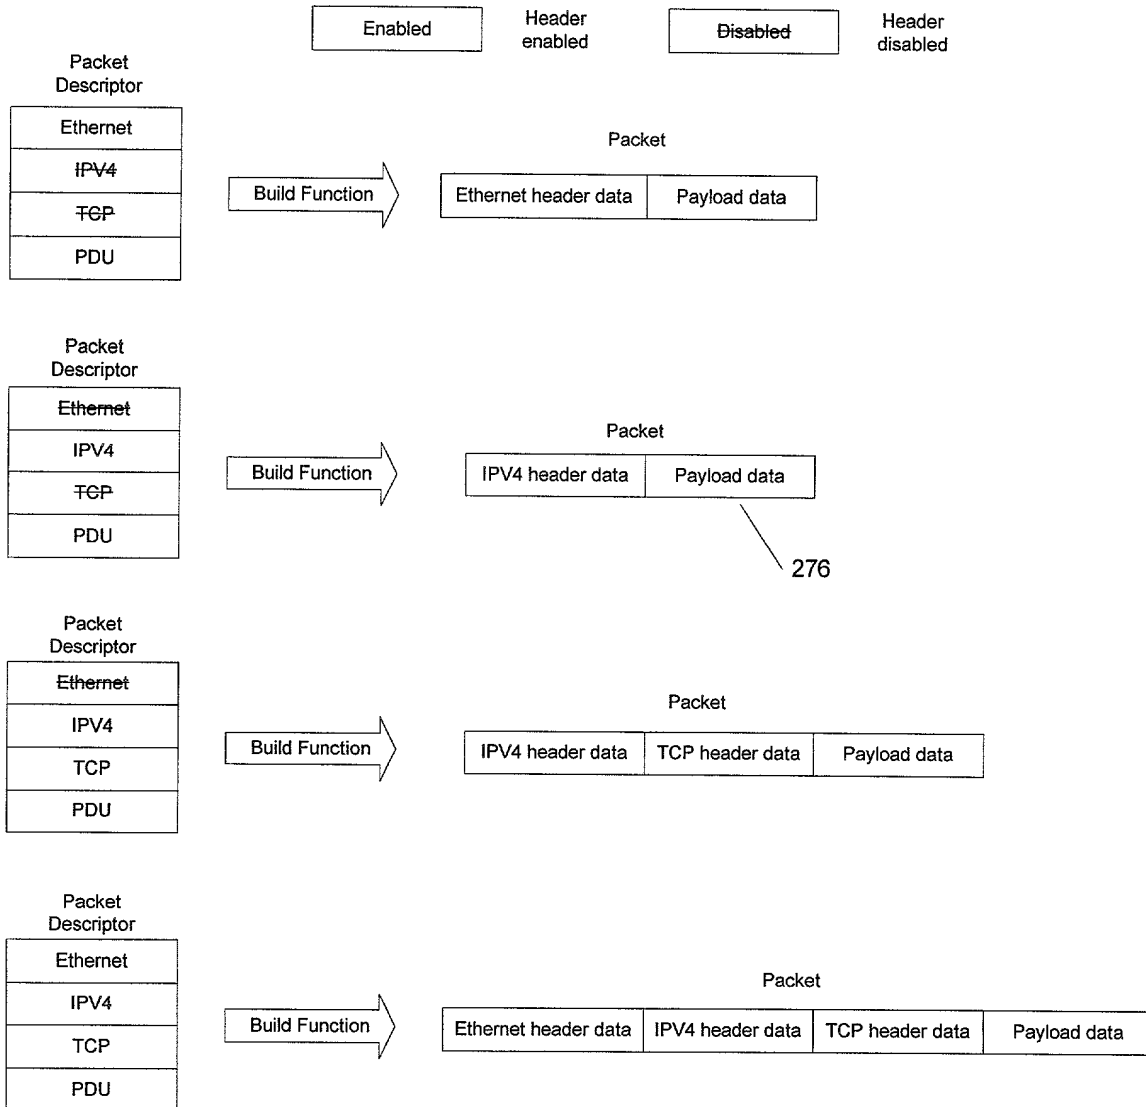 Enabled
Header
enabled
Disabled
Header
disabled
Packet
Descriptor
Ethernet
IPV4
TCP
PDU
Build Function
Packet
Ethernet header data
Payload data
Packet
Descriptor
Ethernet
IPV4
TCP
PDU
Build Function
Packet
IPV4 header data
Payload data
276
Packet
Descriptor
Ethernet
IPV4
TCP
PDU
Build Function
Packet
IPV4 header data
TCP header data
Payload data
Packet
Descriptor
Ethernet
IPV4
TCP
PDU
Build Function
Packet
Ethernet header data
IPV4 header data
TCP header data
Payload data